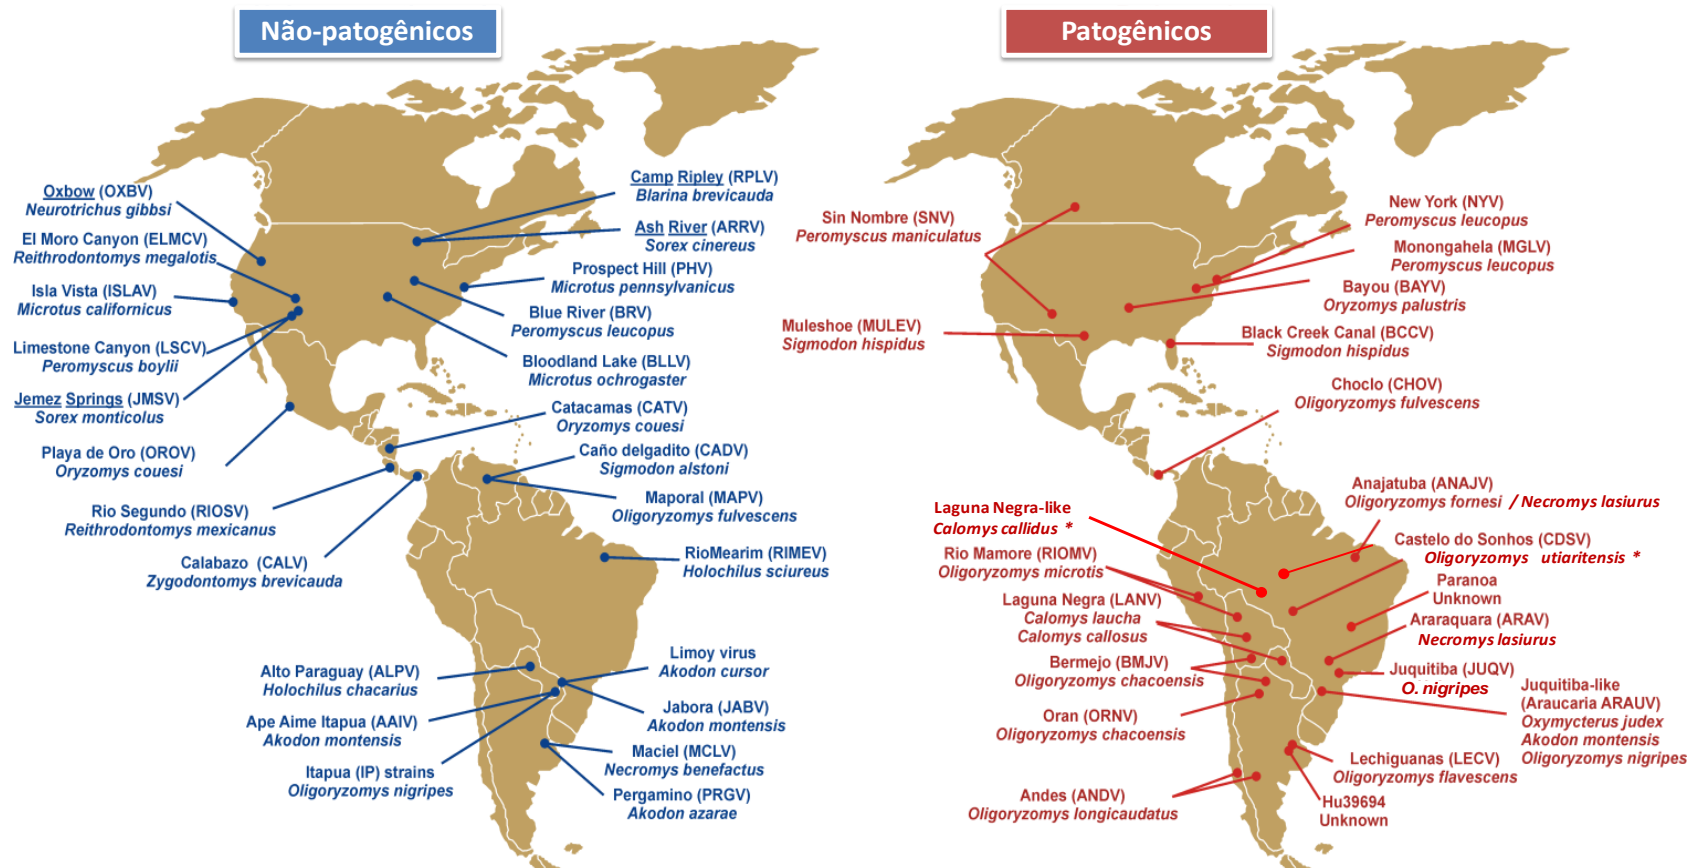 Não-patogênicos
Oxbow (OXBV)
Neurotrichus gibbsi
El Moro Canyon (ELMCV)
Reithrodontomys megalotis
Isla Vista (ISLAV)
Microtus californicus
Limestone Canyon (LSCV)
Peromyscus boylii
Jemez Springs (JMSV)
Sorex monticolus
Playa de Oro (OROV)
Oryzomys couesi
Rio Segundo (RIOSV)
Reithrodontomys mexicanus
Calabazo (CALV)
Zygodontomys brevicauda
Camp Ripley (RPLV)
Blarina brevicauda
Ash River (ARRV)
Sorex cinereus
Prospect Hill (PHV)
Microtus pennsylvanicus
Blue River (BRV)
Peromyscus leucopus
Bloodland Lake (BLLV)
Microtus ochrogaster
Catacamas (CATV)
Oryzomys couesi
Caño delgadito (CADV)
Sigmodon alstoni
Maporal (MAPV)
Oligoryzomys fulvescens
RioMearim (RIMEV)
Holochilus sciureus
Alto Paraguay (ALPV)
Holochilus chacarius
Ape Aime Itapua (AAIV)
Akodon montensis
Itapua (IP) strains
Oligoryzomys nigripes
Limoy virus
Akodon cursor
Jabora (JABV)
Akodon montensis
Maciel (MCLV)
Necromys benefactus
Pergamino (PRGV)
Akodon azarae
Patogênicos
Sin Nombre (SNV)
Peromyscus maniculatus
Muleshoe (MULEV)
Sigmodon hispidus
New York (NYV)
Peromyscus leucopus
Monongahela (MGLV)
Peromyscus leucopus
Bayou (BAYV)
Oryzomys palustris
Black Creek Canal (BCCV)
Sigmodon hispidus
Choclo (CHOV)
Oligoryzomys fulvescens
Laguna Negra-like
Calomys callidus *
Rio Mamore (RIOMV)
Oligoryzomys microtis
Laguna Negra (LANV)
Calomys laucha
Calomys callosus
Bermejo (BMJV)
Oligoryzomys chacoensis
Oran (ORNV)
Oligoryzomys chacoensis
Andes (ANDV)
Oligoryzomys longicaudatus
Anajatuba (ANAJV)
Oligoryzomys fornesi / Necromys lasiurus
Castelo do Sonhos (CDSV)
Oligoryzomys utiaritensis *
Paranoa
Unknown
Araraquara (ARAV)
Necromys lasiurus
Juquitiba (JUQV)
O. nigripes
Juquitiba-like
(Araucaria ARAUV)
Oxymycterus judex
Akodon montensis
Oligoryzomys nigripes
Lechiguanas (LECV)
Oligoryzomys flavescens
Hu39694
Unknown